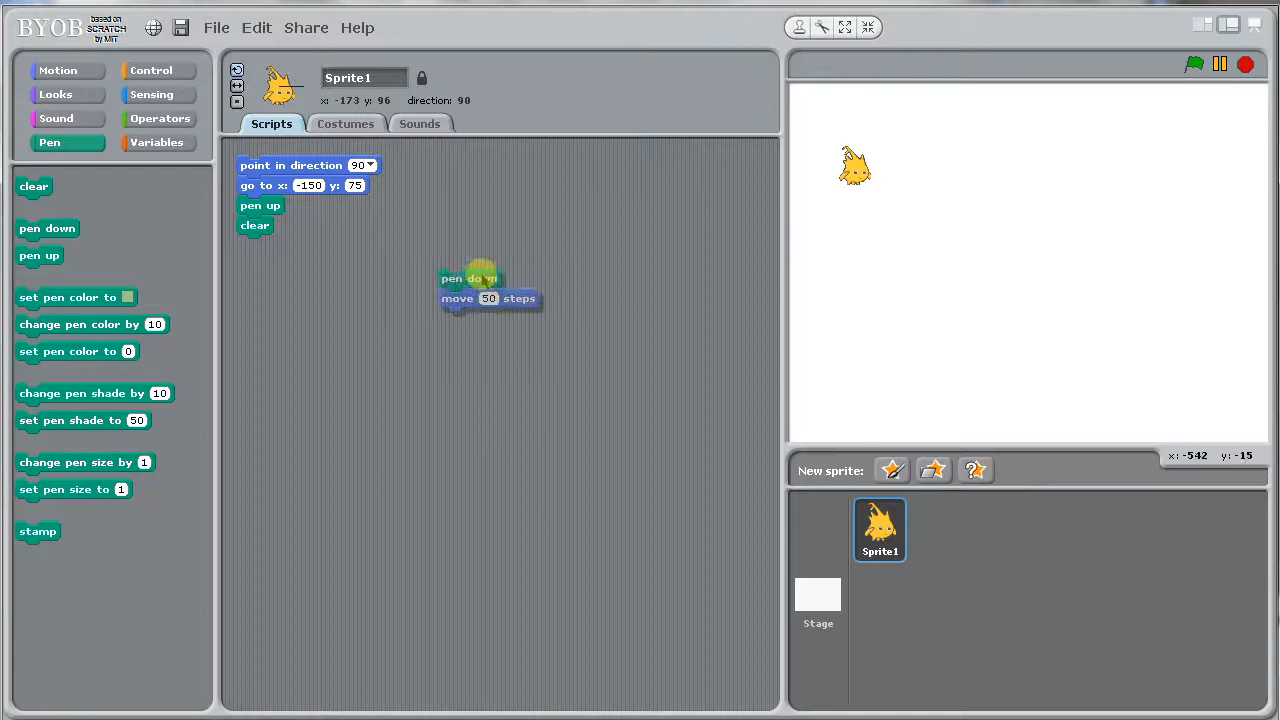 BYOB based on SCRATCH by MIT
File Edit Share Help
Motion Control
Looks Sensing
Sound Operators
Pen Variables
clear
pen down
pen up
set pen color to
change pen color by 10
set pen color to 0
change pen shade by 10
set pen shade to 50
change pen size by 1
set pen size to 1
stamp
Sprite1
x: -173 y: 96 direction: 90
Scripts Costumes Sounds
point in direction 90
go to x: -150 y: 75
pen up
clear
pen down
move 50 steps
x: -542 y: -15
New sprite:
Sprite1
Stage